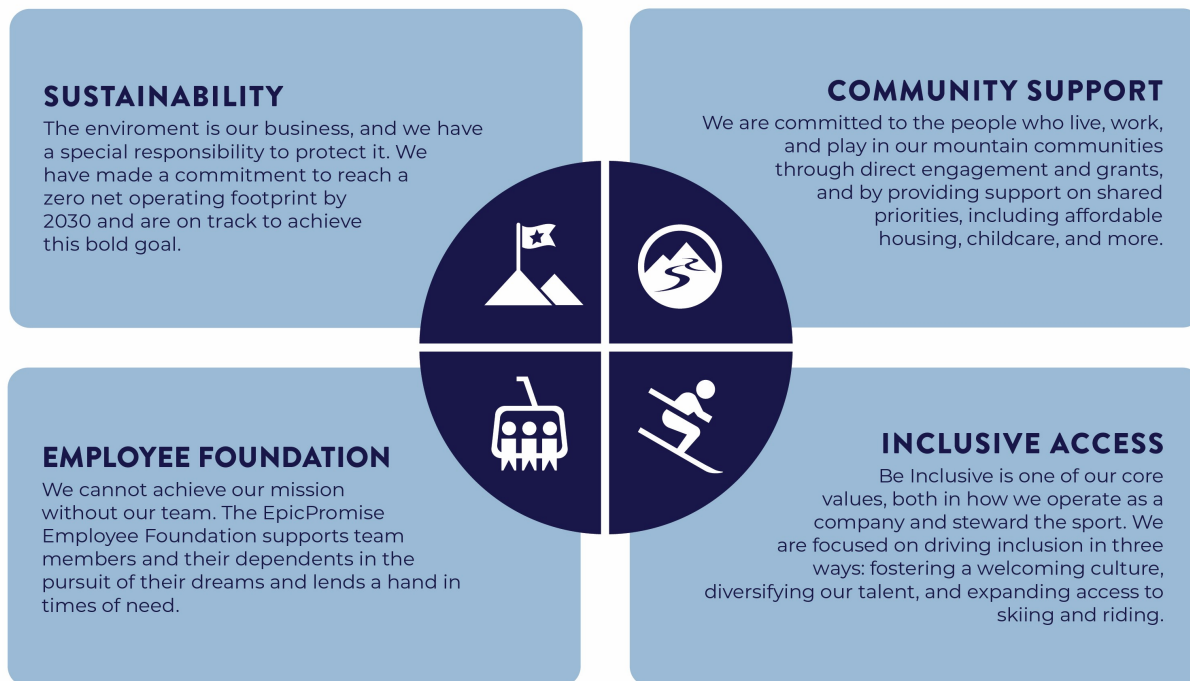 SUSTAINABILITY
The enviroment is our business, and we have
a special responsibility to protect it. We
have made a commitment to reach a
zero net operating footprint by
2030 and are on track to achieve
this bold goal.
COMMUNITY SUPPORT
We are committed to the people who live, work,
and play in our mountain communities
through direct engagement and grants,
and by providing support on shared
priorities, including affordable
housing, childcare, and more.
EMPLOYEE FOUNDATION
We cannot achieve our mission
without our team. The EpicPromise
Employee Foundation supports team
members and their dependents in the
pursuit of their dreams and lends a hand in
times of need.
INCLUSIVE ACCESS
Be Inclusive is one of our core
values, both in how we operate as a
company and steward the sport. We
are focused on driving inclusion in three
ways: fostering a welcoming culture,
diversifying our talent, and expanding access to
skiing and riding.